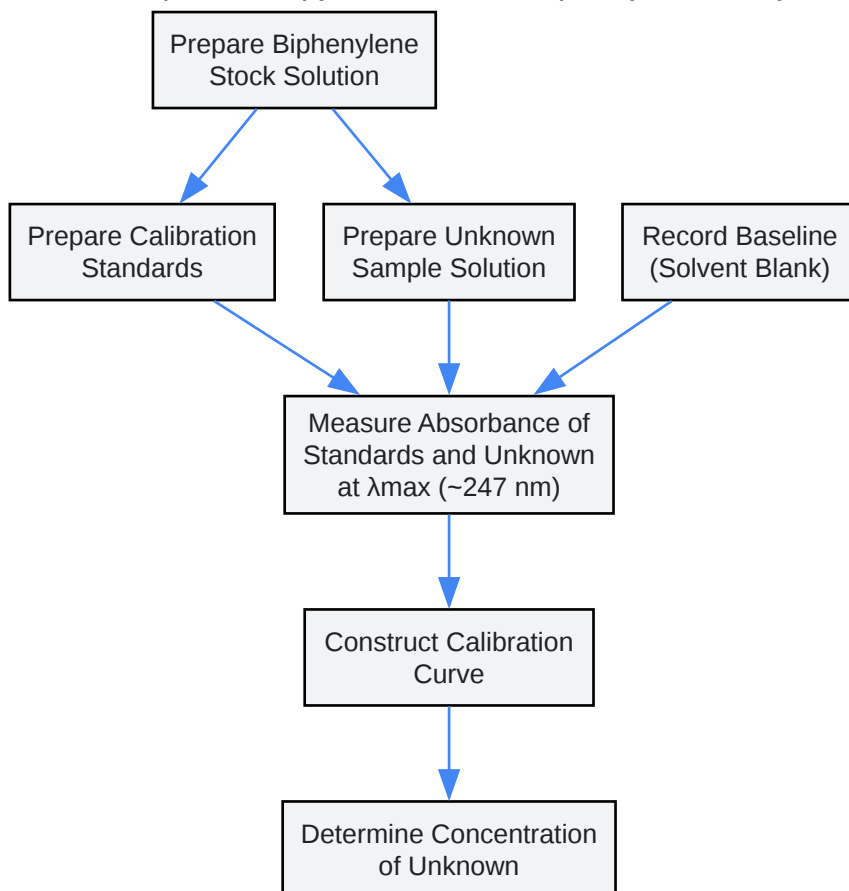 Prepare Biphenylene
Stock Solution
Prepare Calibration
Standards
Prepare Unknown
Sample Solution
Record Baseline
(Solvent Blank)
Measure Absorbance of
Standards and Unknown
at λmax (~247 nm)
Construct Calibration
Curve
Determine Concentration
of Unknown